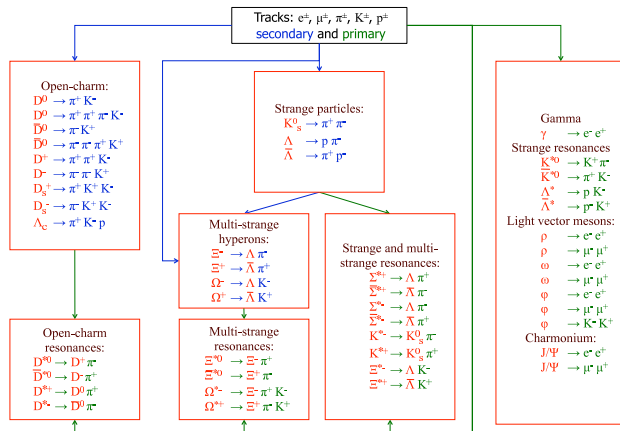 Tracks: e±, μ±, π±, K±, p±
secondary and primary
Open-charm:
D⁰ → π⁺ K⁻
D⁰ → π⁺ π⁺ π⁻ K⁻
D̄⁰ → π⁻ K⁺
D̄⁰ → π⁻ π⁻ π⁺ K⁺
D⁺ → π⁺ π⁺ K⁻
D⁻ → π⁻ π⁻ K⁺
Dₛ⁺ → π⁺ K⁺ K⁻
Dₛ⁻ → π⁻ K⁺ K⁻
Λ_c → π⁺ K⁻ p
Strange particles:
K⁰ₛ → π⁺ π⁻
Λ → p π⁻
Λ̄ → π⁺ p⁻
Multi-strange
hyperons:
Ξ⁻ → Λ π⁻
Ξ⁺ → Λ̄ π⁺
Ω⁻ → Λ K⁻
Ω⁺ → Λ̄ K⁺
Strange and multi-
strange resonances:
Σ*⁺ → Λ π⁺
Σ̄*⁺ → Λ̄ π⁻
Σ*⁻ → Λ π⁻
Σ̄*⁻ → Λ̄ π⁺
K*⁻ → K⁰ₛ π⁻
K*⁺ → K⁰ₛ π⁺
Ξ*⁻ → Λ K⁻
Ξ*⁺ → Λ̄ K⁺
Open-charm
resonances:
D*⁰ → D⁺ π⁻
D̄*⁰ → D⁻ π⁺
D*⁺ → D⁰ π⁺
D*⁻ → D̄⁰ π⁻
Multi-strange
resonances:
Ξ*⁰ → Ξ⁻ π⁺
Ξ̄*⁰ → Ξ⁺ π⁻
Ω*⁻ → Ξ⁻ π⁺ K⁻
Ω*⁺ → Ξ⁺ π⁻ K⁺
Gamma
γ → e⁻ e⁺
Strange resonances
K*⁰ → K⁺ π⁻
K̄*⁰ → π⁺ K⁻
Λ* → p K⁻
Λ̄* → p⁻ K⁺
Light vector mesons:
ρ → e⁻ e⁺
ρ → μ⁻ μ⁺
ω → e⁻ e⁺
ω → μ⁻ μ⁺
φ → e⁻ e⁺
φ → μ⁻ μ⁺
φ → K⁻ K⁺
Charmonium:
J/Ψ → e⁻ e⁺
J/Ψ → μ⁻ μ⁺